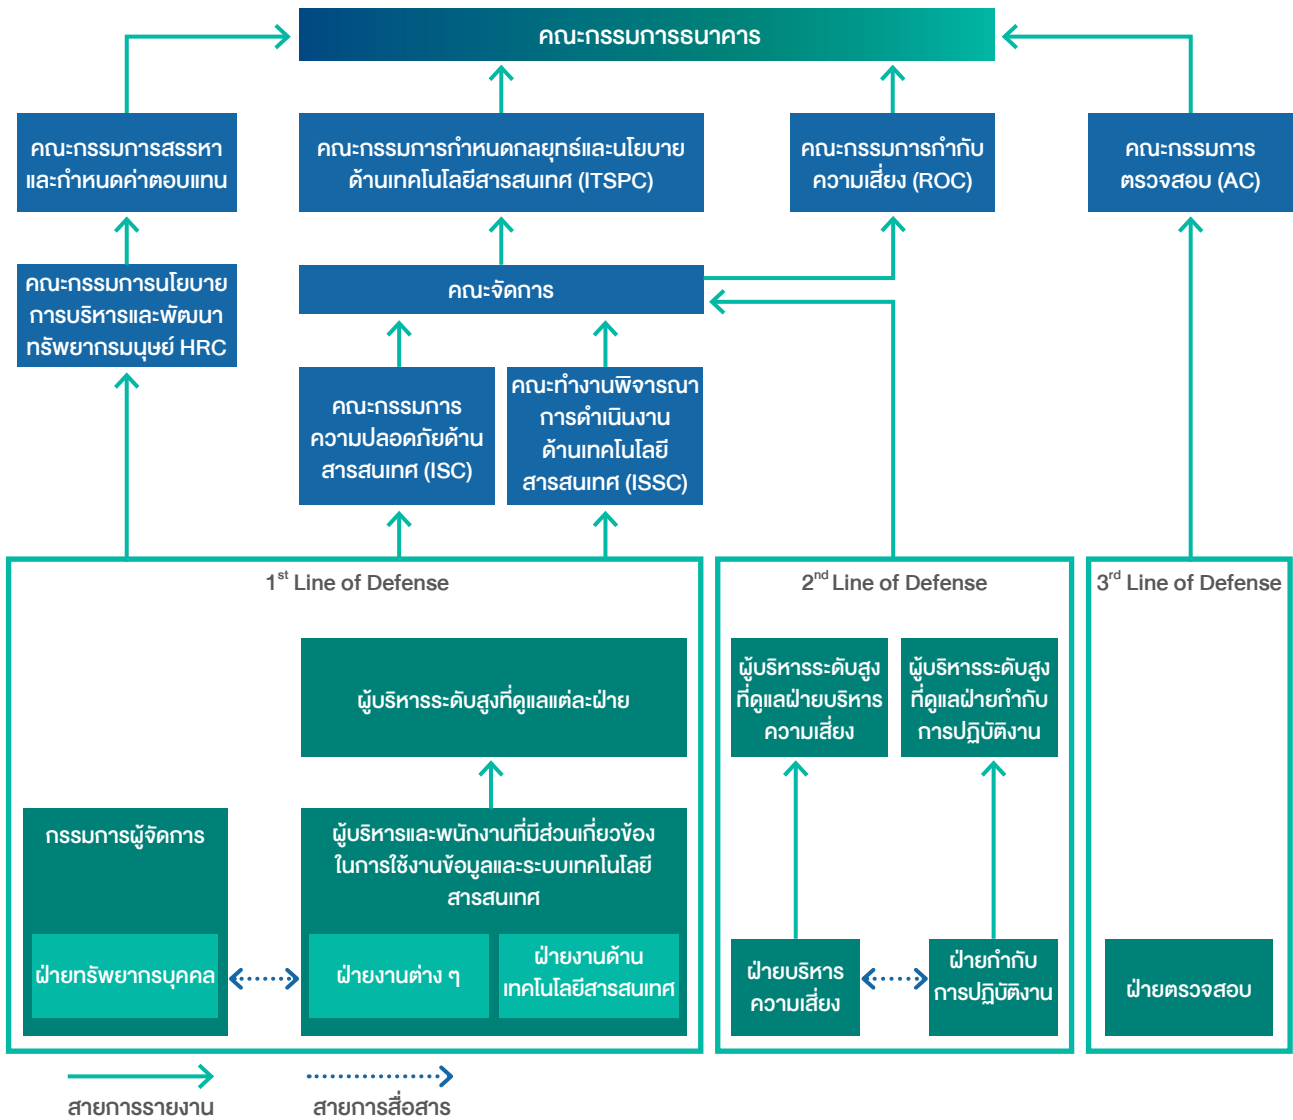 คณะกรรมการธนาคาร
คณะกรรมการสรรหา
และกำหนดค่าตอบแทน
คณะกรรมการกำหนดกลยุทธ์และนโยบาย
ด้านเทคโนโลยีสารสนเทศ (ITSPC)
คณะกรรมการกำกับ
ความเสี่ยง (ROC)
คณะกรรมการ
ตรวจสอบ (AC)
คณะกรรมการนโยบาย
การบริหารและพัฒนา
ทรัพยากรมนุษย์ HRC
คณะจัดการ
คณะกรรมการ
ความปลอดภัยด้าน
สารสนเทศ (ISC)
คณะทำงานพิจารณา
การดำเนินงาน
ด้านเทคโนโลยี
สารสนเทศ (ISSC)
1st Line of Defense
2nd Line of Defense
3rd Line of Defense
ผู้บริหารระดับสูงที่ดูแลแต่ละฝ่าย
ผู้บริหารระดับสูง
ที่ดูแลฝ่ายบริหาร
ความเสี่ยง
ผู้บริหารระดับสูง
ที่ดูแลฝ่ายกำกับ
การปฏิบัติงาน
กรรมการผู้จัดการ
ผู้บริหารและพนักงานที่มีส่วนเกี่ยวข้อง
ในการใช้งานข้อมูลและระบบเทคโนโลยี
สารสนเทศ
ฝ่ายทรัพยากรบุคคล
ฝ่ายงานต่าง ๆ
ฝ่ายงานด้าน
เทคโนโลยีสารสนเทศ
ฝ่ายบริหาร
ความเสี่ยง
ฝ่ายกำกับ
การปฏิบัติงาน
ฝ่ายตรวจสอบ
สายการรายงาน
สายการสื่อสาร